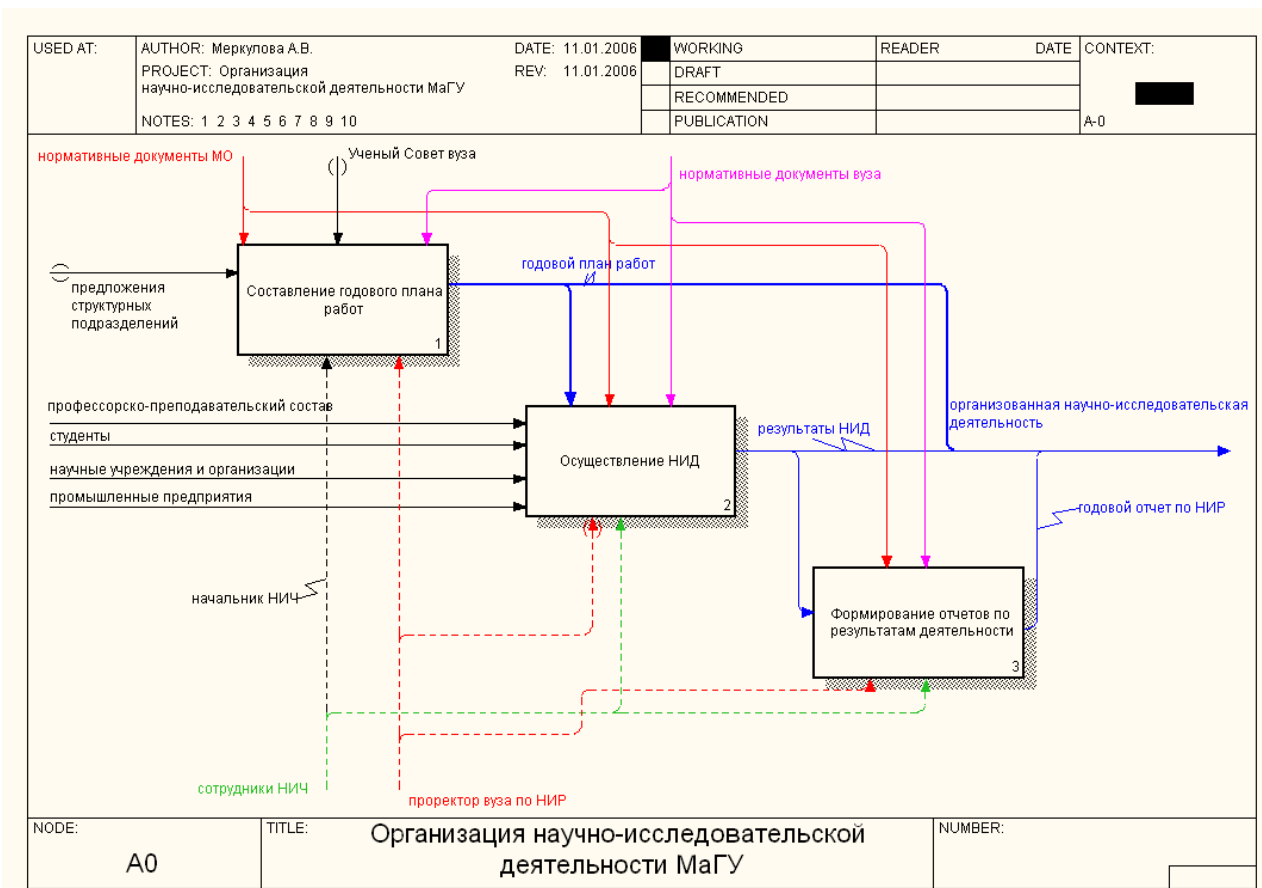 USED AT:
AUTHOR: Меркулова А.В.
DATE: 11.01.2006
WORKING
READER
DATE
CONTEXT:
PROJECT: Организация
научно-исследовательской деятельности МаГУ
REV: 11.01.2006
DRAFT
RECOMMENDED
NOTES: 1 2 3 4 5 6 7 8 9 10
PUBLICATION
A-0
нормативные документы МО
Ученый Совет вуза
нормативные документы вуза
предложения
структурных
подразделений
Составление годового плана
работ
1
годовой план работ
профессорско-преподавательский состав
студенты
научные учреждения и организации
промышленные предприятия
Осуществление НИД
2
результаты НИД
организованная научно-исследовательская
деятельность
годовой отчет по НИР
начальник НИЧ
Формирование отчетов по
результатам деятельности
3
сотрудники НИЧ
проректор вуза по НИР
NODE:
A0
TITLE:
Организация научно-исследовательской
деятельности МаГУ
NUMBER: